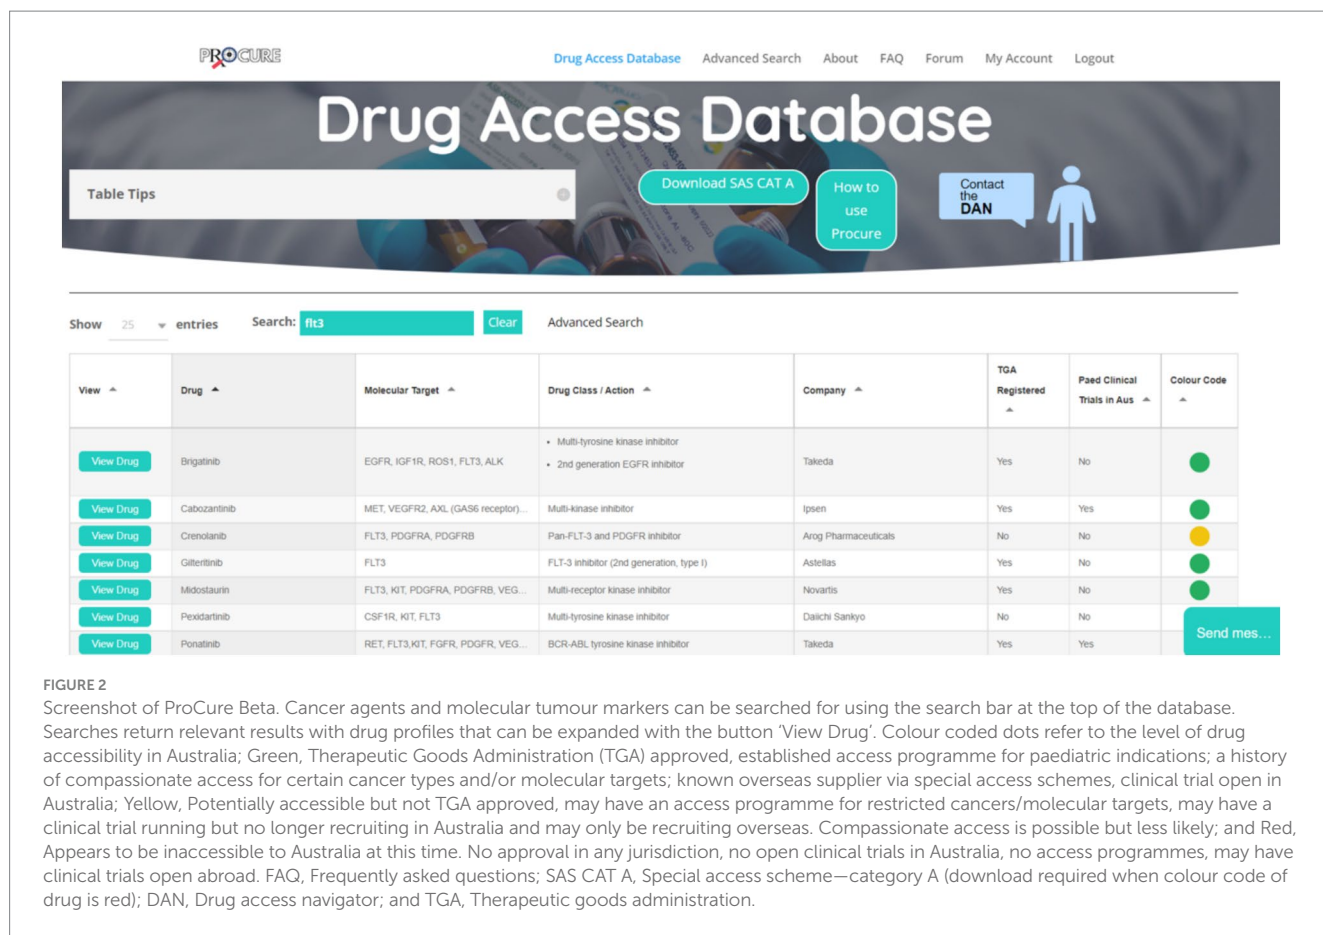 PROCURE
Drug Access Database Advanced Search About FAQ Forum My Account Logout
Drug Access Database
Table Tips
Download SAS CAT A
How to
use
Procure
Contact
the
DAN
Show 25 entries Search: flt3 Clear Advanced Search
View Drug Molecular Target Drug Class / Action Company TGA Registered Paed Clinical Trials in Aus Colour Code
View Drug Brigatinib EGFR, IGF1R, ROS1, FLT3, ALK • Multi-tyrosine kinase inhibitor • 2nd generation EGFR inhibitor Takeda Yes No
View Drug Cabozantinib MET, VEGFR2, AXL (GAS6 receptor)... Multi-kinase inhibitor Ipsen Yes Yes
View Drug Crenolanib FLT3, PDGFRA, PDGFRB Pan-FLT-3 and PDGFR inhibitor Arog Pharmaceuticals No No
View Drug Gilteritinib FLT3 FLT-3 inhibitor (2nd generation, type I) Astellas Yes No
View Drug Midostaurin FLT3, KIT, PDGFRA, PDGFRB, VEG... Multi-receptor kinase inhibitor Novartis Yes No
View Drug Pexidartinib CSF1R, KIT, FLT3 Multi-tyrosine kinase inhibitor Daiichi Sankyo No No
View Drug Ponatinib RET, FLT3,KIT, FGFR, PDGFR, VEG... BCR-ABL tyrosine kinase inhibitor Takeda Yes Yes
Send mes...
FIGURE 2
Screenshot of ProCure Beta. Cancer agents and molecular tumour markers can be searched for using the search bar at the top of the database.
Searches return relevant results with drug profiles that can be expanded with the button ‘View Drug’. Colour coded dots refer to the level of drug
accessibility in Australia; Green, Therapeutic Goods Administration (TGA) approved, established access programme for paediatric indications; a history
of compassionate access for certain cancer types and/or molecular targets; known overseas supplier via special access schemes, clinical trial open in
Australia; Yellow, Potentially accessible but not TGA approved, may have an access programme for restricted cancers/molecular targets, may have a
clinical trial running but no longer recruiting in Australia and may only be recruiting overseas. Compassionate access is possible but less likely; and Red,
Appears to be inaccessible to Australia at this time. No approval in any jurisdiction, no open clinical trials in Australia, no access programmes, may have
clinical trials open abroad. FAQ, Frequently asked questions; SAS CAT A, Special access scheme—category A (download required when colour code of
drug is red); DAN, Drug access navigator; and TGA, Therapeutic goods administration.